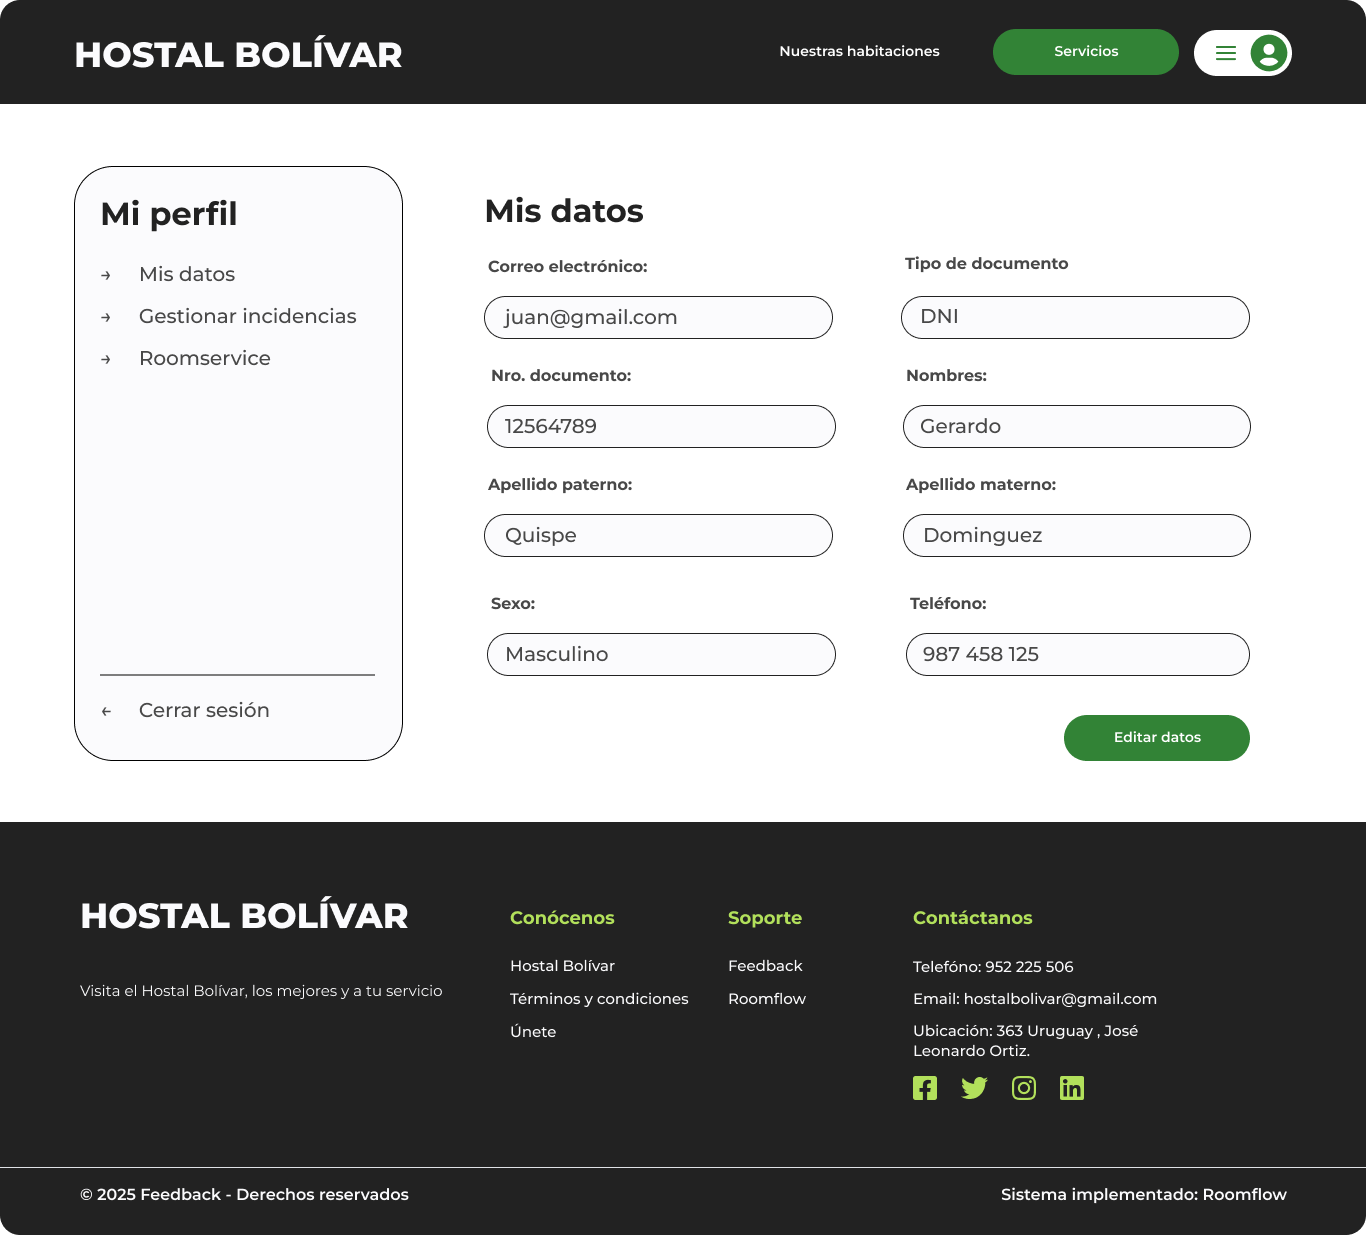 HOSTAL BOLÍVAR
Nuestras habitaciones
Servicios
Mi perfil
→ Mis datos
→ Gestionar incidencias
→ Roomservice
← Cerrar sesión
Mis datos
Correo electrónico:
juan@gmail.com
Tipo de documento
DNI
Nro. documento:
12564789
Nombres:
Gerardo
Apellido paterno:
Quispe
Apellido materno:
Dominguez
Sexo:
Masculino
Teléfono:
987 458 125
Editar datos
HOSTAL BOLÍVAR
Visita el Hostal Bolívar, los mejores y a tu servicio
Conócenos
Hostal Bolívar
Términos y condiciones
Únete
Soporte
Feedback
Roomflow
Contáctanos
Telefóno: 952 225 506
Email: hostalbolivar@gmail.com
Ubicación: 363 Uruguay , José
Leonardo Ortiz.
© 2025 Feedback - Derechos reservados
Sistema implementado: Roomflow